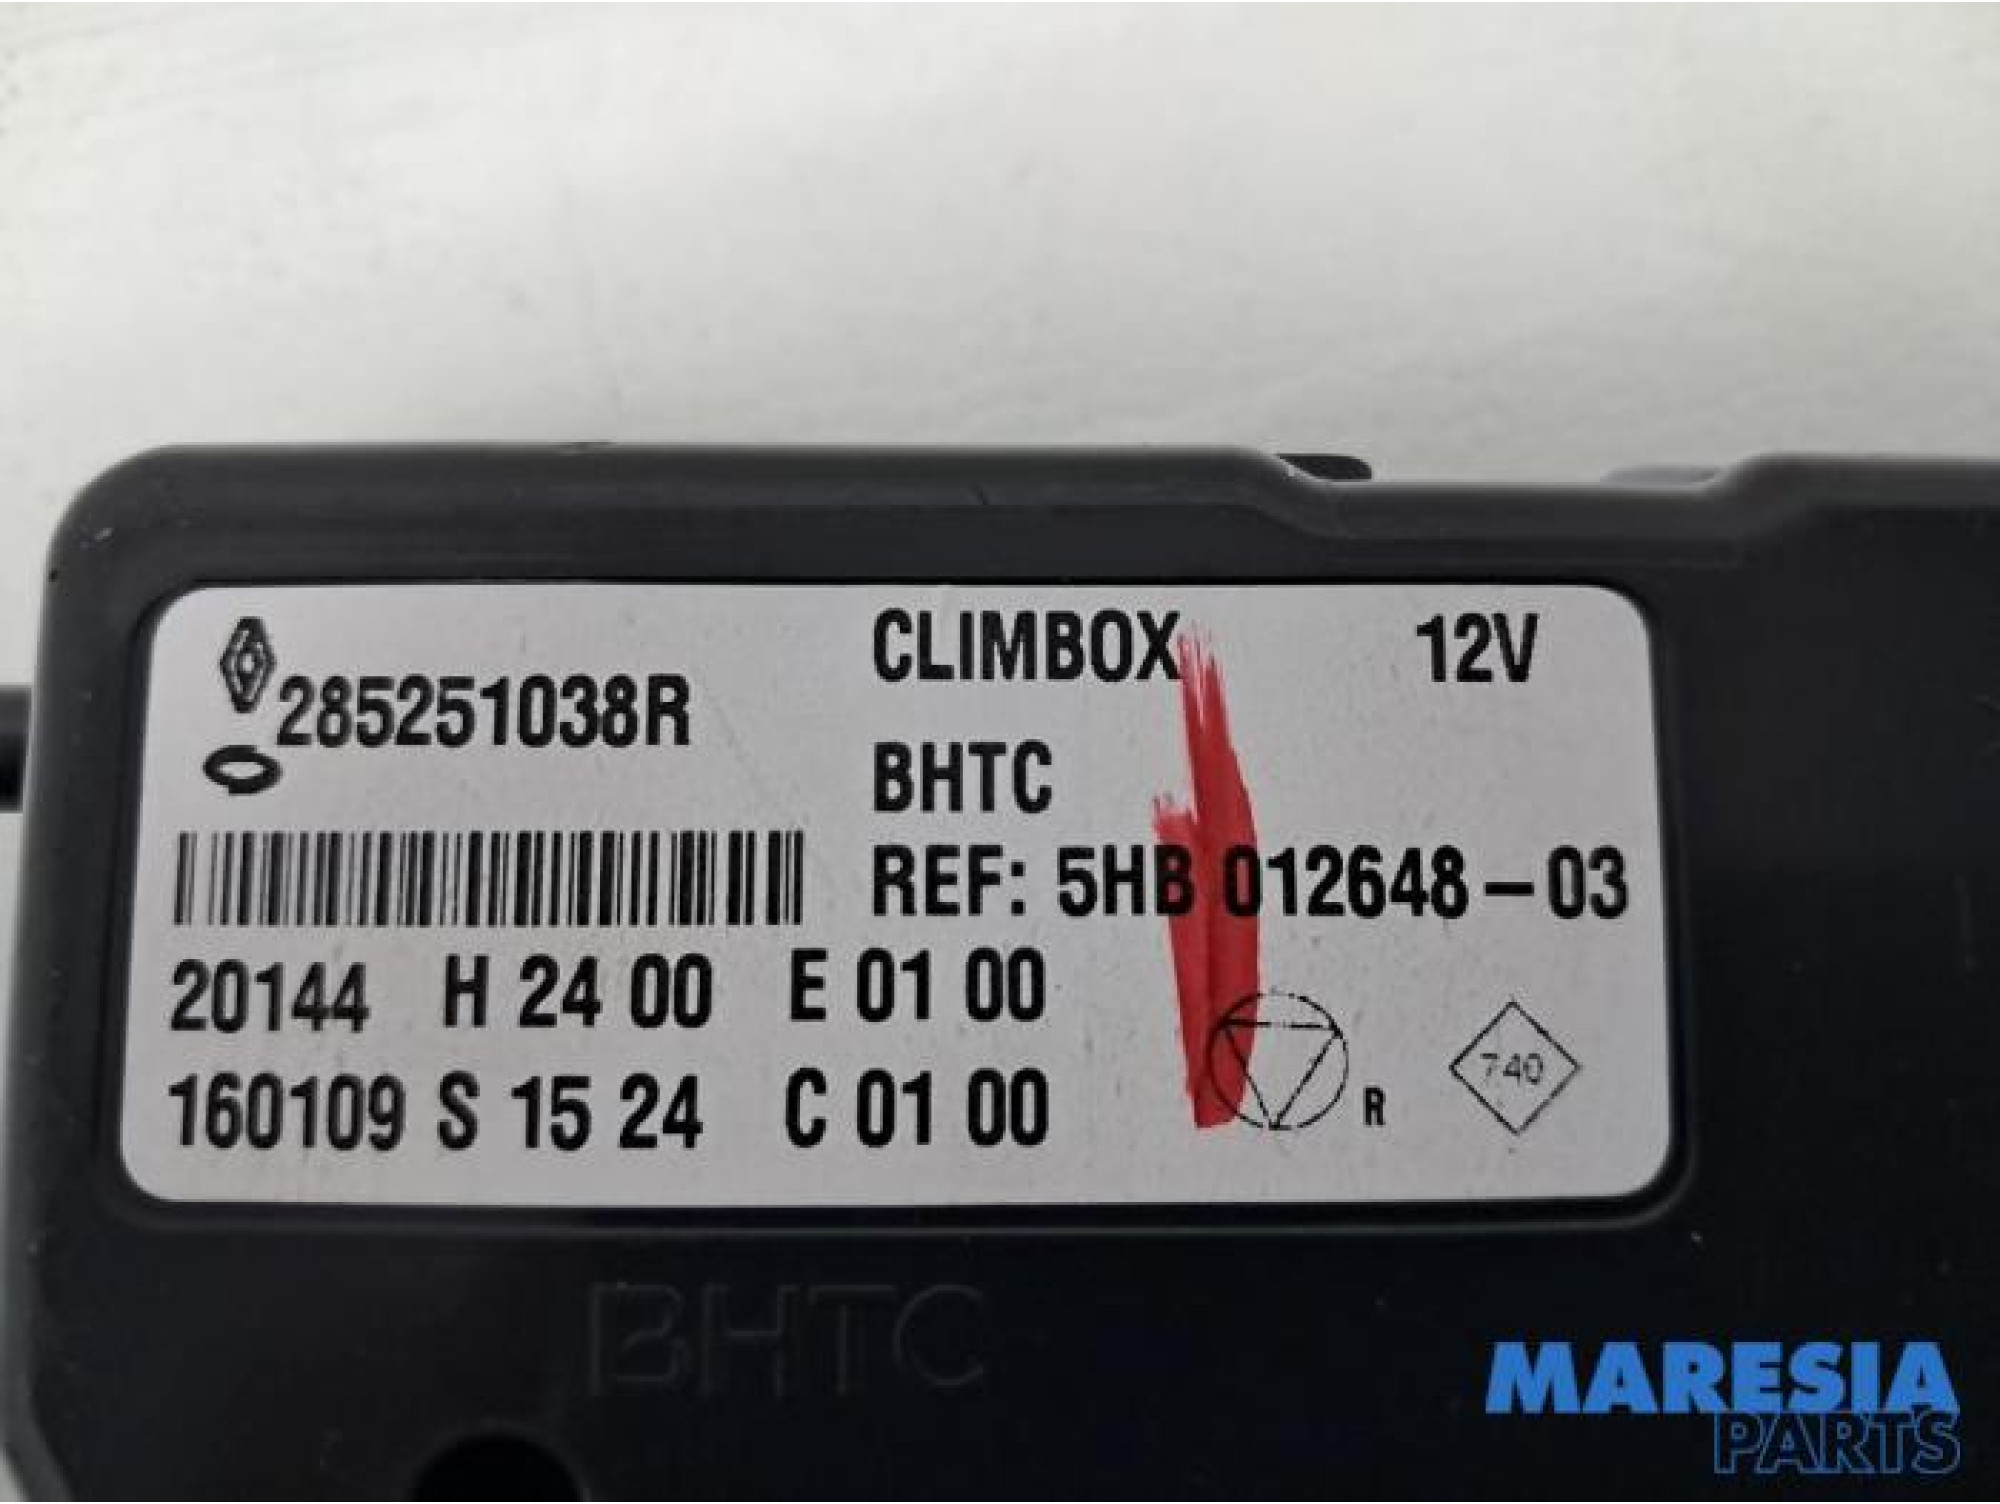 285251038R
CLIMBOX 12V
BHTC
REF: 5HB 012648-03
20144 H 24 00 E 01 00
160109 S 15 24 C 01 00
R
740
BHTC
MARESIA
PARTS